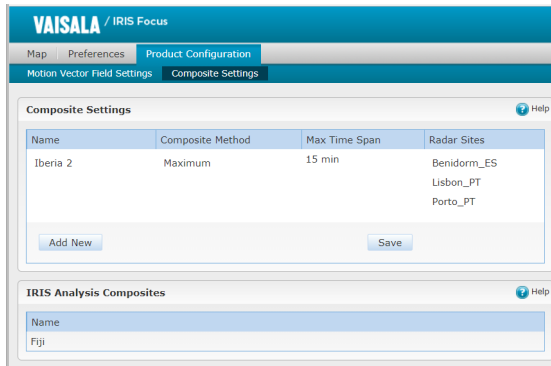 VAISALA / IRIS Focus
Map Preferences Product Configuration
Motion Vector Field Settings Composite Settings
Composite Settings ? Help
Name Composite Method Max Time Span Radar Sites
Iberia 2 Maximum 15 min Benidorm_ES
Lisbon_PT
Porto_PT
Add New Save
IRIS Analysis Composites ? Help
Name
Fiji